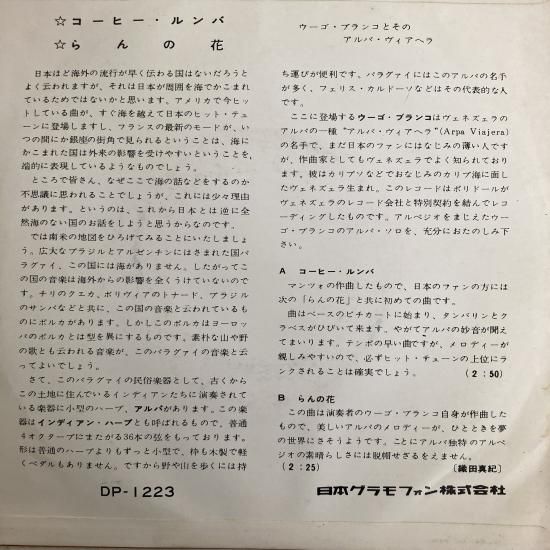 ☆コーヒー・ルンバ
☆らんの花
ウーゴ・ブランコとその
アルパ・ヴィアヘラ
日本ほど海外の流行が早く伝わる国はないだろうと
よく云われますが、それは日本が周囲を海でかこまれ
ているためではないかと思います。アメリカで今ヒッ
トしている曲が、すぐ海を越えて日本のヒット・チュ
ーンに登場しますし、フランスの最新のモードが、い
つの間にか銀座の街角で見られるということは、海に
かこまれた国は外来の影響を受けやすいということを、
端的に表現しているようなものでしょう。
ところで皆さん、なぜここで海の話などをするのか
不思議に思われることでしょうが、これには少々理由
があります。というのは、これから日本とは逆に全
然海のない国のお話をしようと思うからなのです。
では南米の地図をひろげてみることにいたしましょ
う。広大なブラジルとアルゼンチンにはさまれた国パ
ラグァイ、この国には海がありません。したがってこ
の国の音楽は海外からの影響を全くうけていないので
す。チリのクエカ、ボリヴィアのトナード、ブラジル
のサンバなどと共に、この国の音楽と云われているも
のにポルカがあります。しかしこのポルカはヨーロッ
パのポルカとは型を異にするものです。素朴な山や野
の歌とも云われる音楽が、このパラグァイの音楽と云
ってよいでしょう。
さて、このパラグァイの民俗楽器として、古くから
この土地に住んでいるインディアンたちに演奏されて
いる楽器に小型のハープ、アルパがあります。この楽
器はインディアン・ハープとも呼ばれるもので、普通
4オクターブにまたがる36本の弦をもっております。
形は普通のハープよりもずっと小型で、枠も木製で軽
くペダルもありません。ですから野や山を歩くには持
ち運びが便利です。パラグァイにはこのアルパの名手
が多く、フェリス・カルドーソなどはその代表的な人
です。
ここに登場するウーゴ・ブランコはヴェネズェラの
アルパの一種“アルパ・ヴィアヘラ”(Arpa Viajera)
の名手で、まだ日本のファンにはなじみの薄い人です
が、作曲家としてもヴェネズェラでよく知られており
ます。彼はカリプソなどでおなじみのカリブ海に面し
たヴェネズェラ生まれ。このレコードはポリドールが
ヴェネズェラのレコード会社と特別契約を結んでレコ
ーディングしたものです。アルペジオをまじえたウー
ゴ・ブランコのアルパ・ソロを、充分におたのしみ下
さい。
A コーヒー・ルンバ
マンツォの作曲したもので、日本のファンの方には
次の「らんの花」と共に初めての曲です。
曲はベースのピチカートに始まり、タンバリンとク
ラベスがひびいて来ます。やがてアルパの妙音が聞え
てまいります。テンポの早い曲ですが、メロディーが
親しみやすいので、必ずヒット・チューンの上位にラ
ンクされることは確実でしょう。 (2:50)
B らんの花
この曲は演奏者のウーゴ・ブランコ自身が作曲した
もので、美しいアルパのメロディーが、ひとときを夢
の世界にさそうようです。ことにアルパ独特のアルペ
ジオの素晴らしさには脱帽せざるをえません。
(2:25) 〔織田真紀〕
DP-1223
日本グラモフォン株式会社